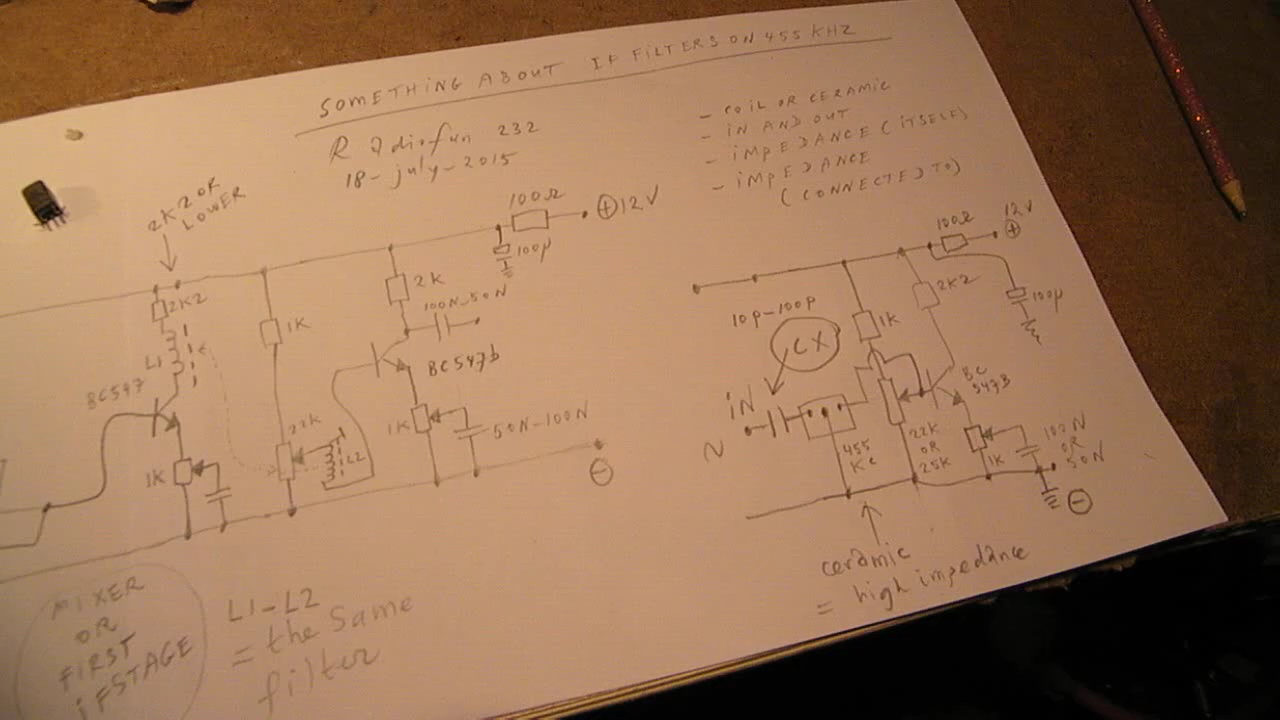 SOMETHING ABOUT IF FILTERS ON 455 KHZ
Radiofun 232
18-july-2015
- COIL OR CERAMIC
- IN AND OUT
- IMPEDANCE (ITSELF)
- IMPEDANCE
(CONNECTED TO)
2K2 OR
LOWER
100Ω
⊕12V
100µ
2K2
L1
BC547
1K
1K
22K
L2
2K
100N-50N
BC547b
1K
50N-100N
⊖
MIXER
OR
FIRST
IFSTAGE
L1-L2
= the same
filter
100Ω
12V
⊕
100µ
10p-100p
CX
1K
2K2
IN
N
455
Kc
22K
OR
25K
BC
547B
1K
100N
OR
50N
⊖
ceramic
= high impedance